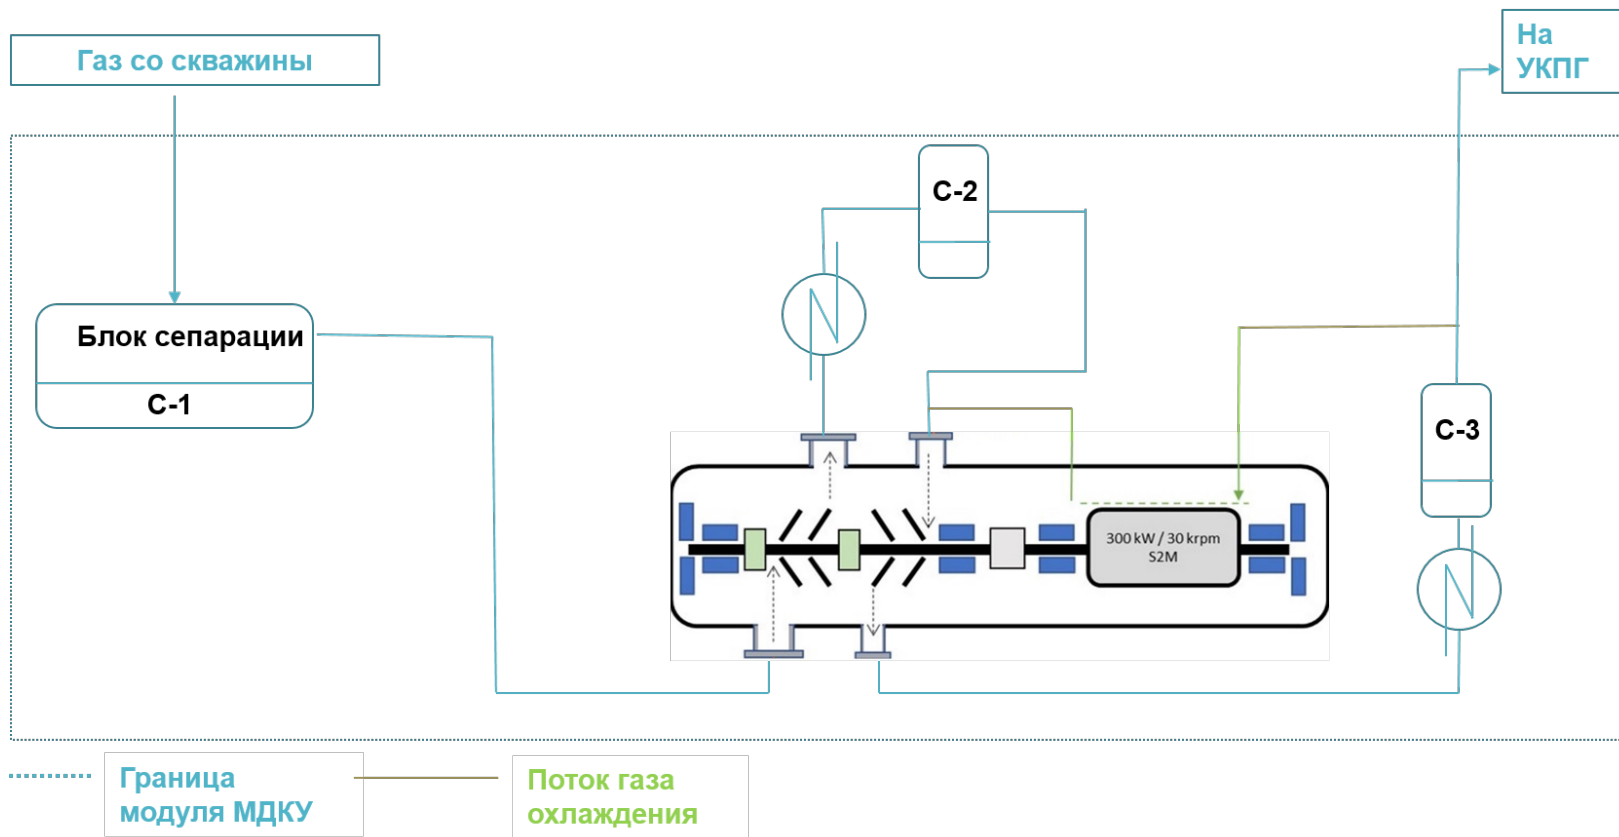 Газ со скважины
На
УКПГ
С-2
Блок сепарации
С-1
С-3
300 kW / 30 krpm
S2M
Граница
модуля МДКУ
Поток газа
охлаждения